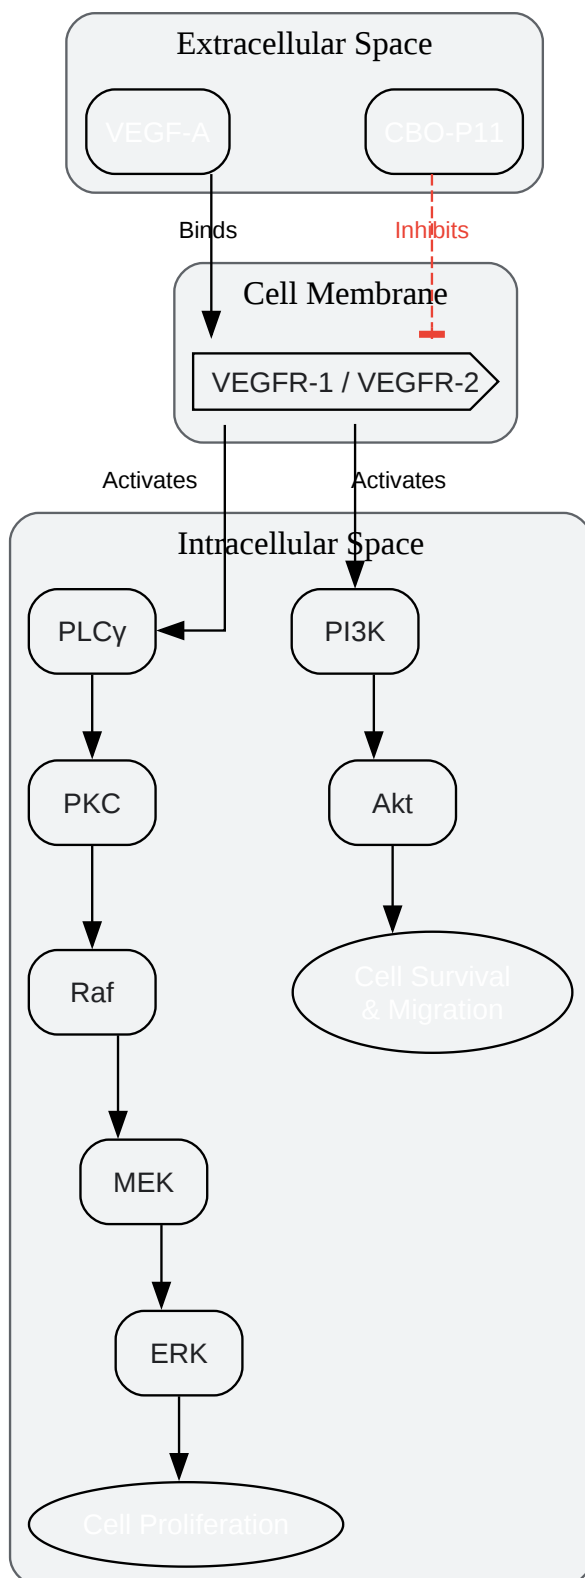 Extracellular Space
VEGF-A
CBO-P11
Binds
Inhibits
Cell Membrane
VEGFR-1 / VEGFR-2
Activates
Activates
Intracellular Space
PLCγ
PI3K
PKC
Akt
Raf
Cell Survival
& Migration
MEK
ERK
Cell Proliferation